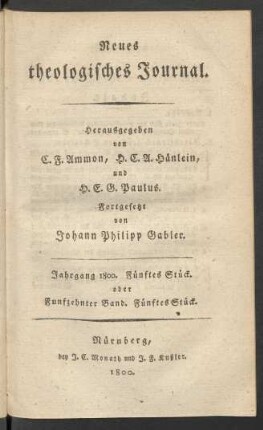 Neues
theologisches Journal.
Herausgegeben
von
C. F. Ammon, H. C. A. Hänlein,
und
H. E. G. Paulus.
Fortgesetzt
von
Johann Philipp Gabler.
Jahrgang 1800. Fünftes Stück.
oder
Funfzehnter Band. Fünftes Stück.
Nürnberg,
bey J. C. Monath und J. F. Kußler.
1800.